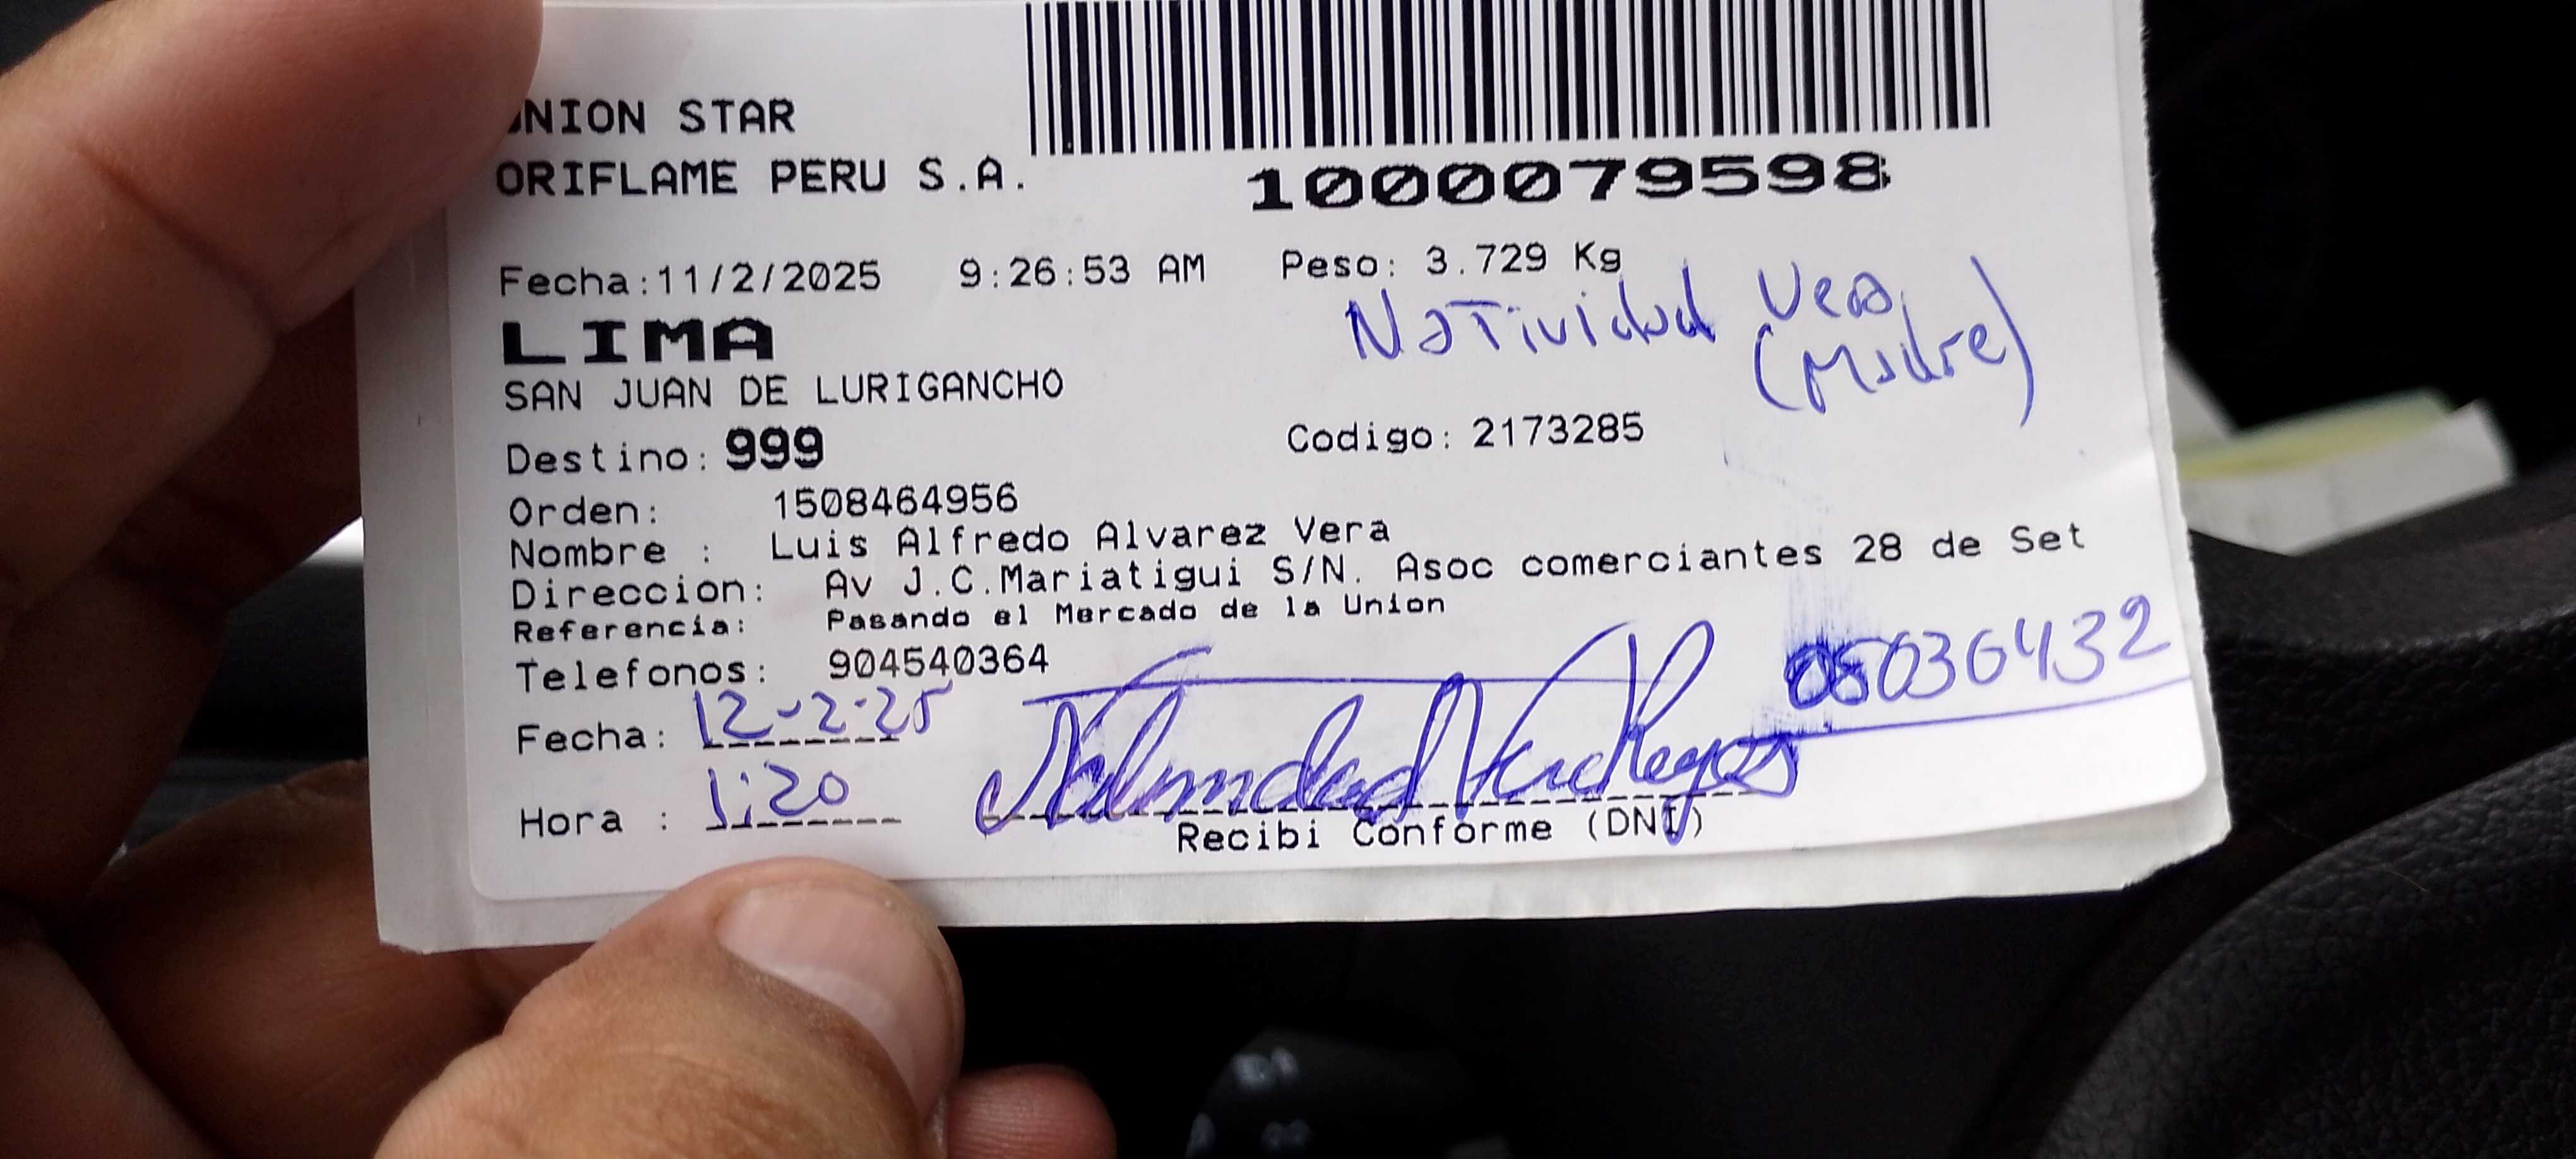 UNION STAR
ORIFLAME PERU S.A.
1000079598
Fecha:11/2/2025 9:26:53 AM Peso: 3.729 Kg
LIMA
Natividad Vera
(Madre)
SAN JUAN DE LURIGANCHO
Destino: 999 Codigo: 2173285
Orden: 1508464956
Nombre : Luis Alfredo Alvarez Vera
Direccion: Av J.C.Mariatigui S/N. Asoc comerciantes 28 de Set
Referencia: Pasando el Mercado de la Union
Telefonos: 904540364
Fecha: 12-2-25
Hora : 1:20
Natividad Vera Reyes
Recibi Conforme (DNI)